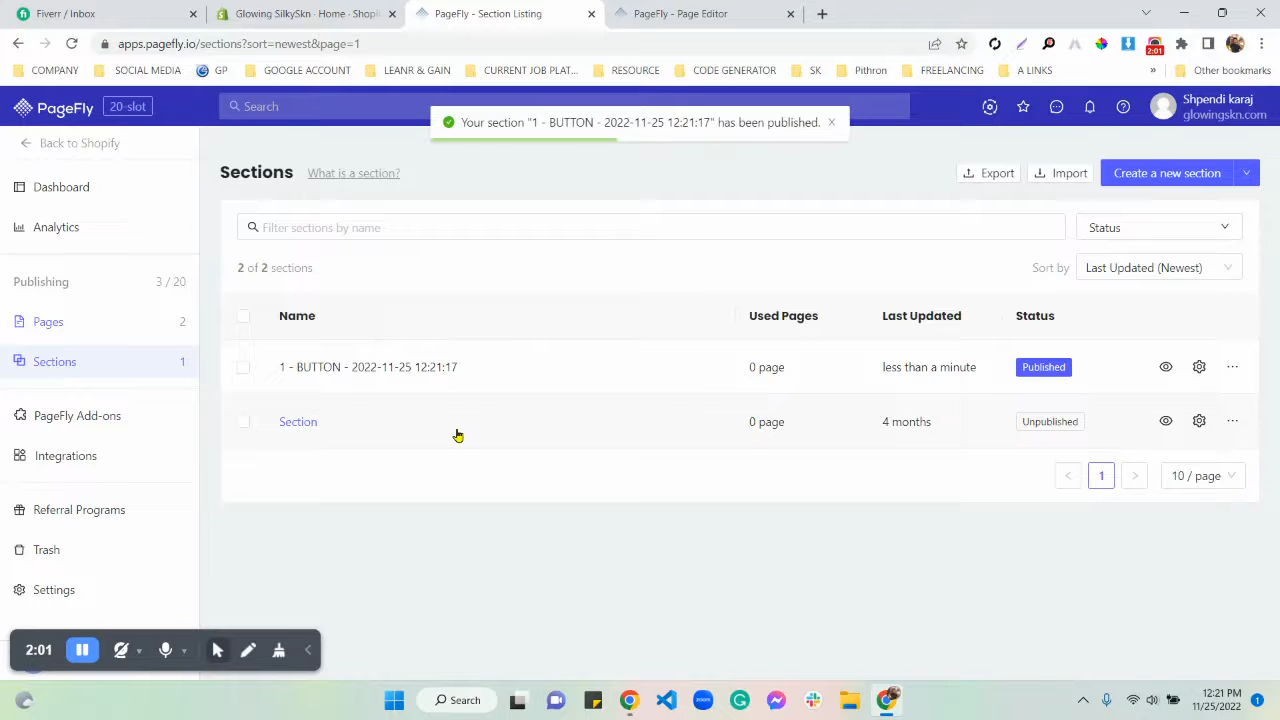 Fiverr / Inbox
Glowing SilkySkn · Home · Shopi
PageFly - Section Listing
PageFly - Page Editor
apps.pagefly.io/sections?sort=newest&page=1
2:01
COMPANY
SOCIAL MEDIA
GP
GOOGLE ACCOUNT
LEANR & GAIN
CURRENT JOB PLAT...
RESOURCE
CODE GENERATOR
SK
Pithron
FREELANCING
A LINKS
»
Other bookmarks
PageFly
20-slot
Search
Shpendi karaj
glowingskn.com
Your section "1 - BUTTON - 2022-11-25 12:21:17" has been published.
Back to Shopify
Dashboard
Analytics
Publishing 3 / 20
Pages 2
Sections 1
PageFly Add-ons
Integrations
Referral Programs
Trash
Settings
Sections
What is a section?
Export
Import
Create a new section
Filter sections by name
Status
2 of 2 sections
Sort by
Last Updated (Newest)
Name Used Pages Last Updated Status
1 - BUTTON - 2022-11-25 12:21:17 0 page less than a minute Published
Section 0 page 4 months Unpublished
< 1 > 10 / page
2:01
Search
zoom
12:21 PM
11/25/2022
1